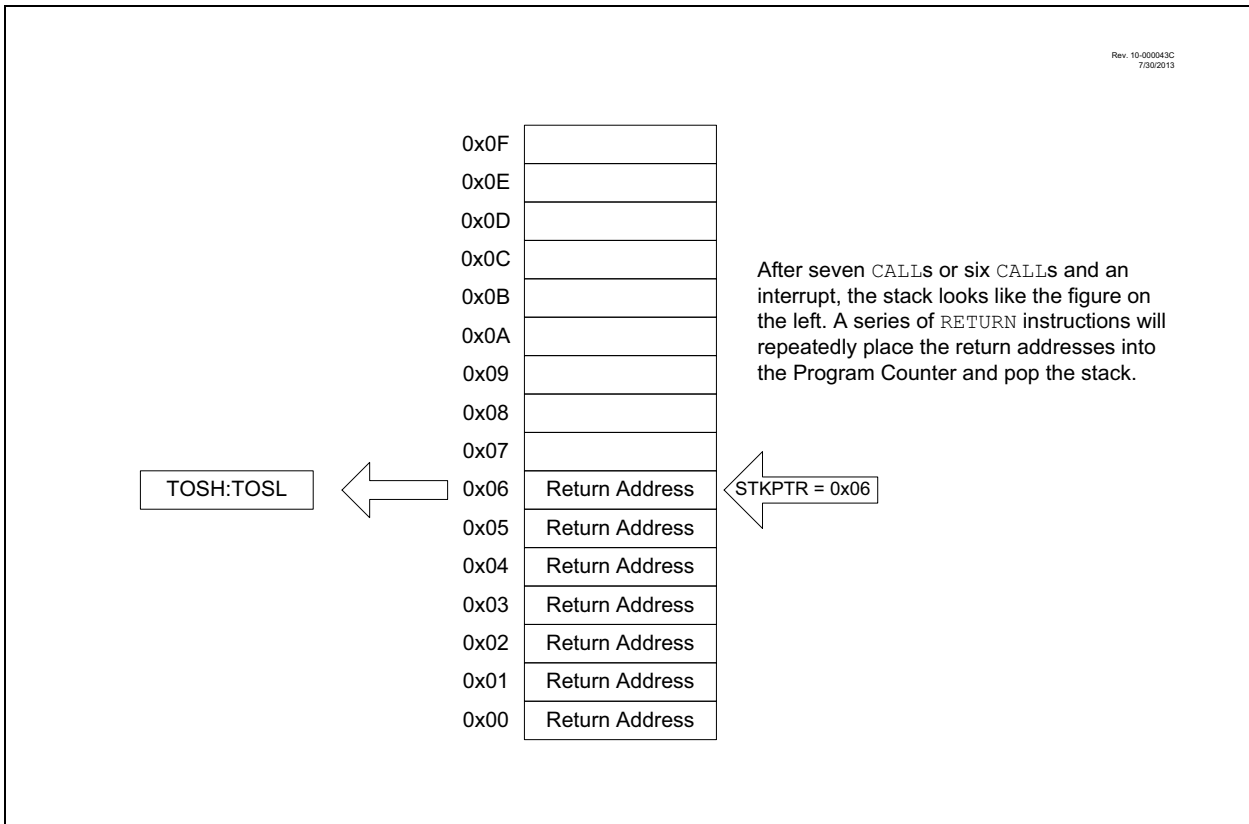 Rev. 10-000043C
7/30/2013
0x0F
0x0E
0x0D
0x0C
0x0B
0x0A
0x09
0x08
0x07
After seven CALLs or six CALLs and an
interrupt, the stack looks like the figure on
the left. A series of RETURN instructions will
repeatedly place the return addresses into
the Program Counter and pop the stack.
TOSH:TOSL
0x06 Return Address
STKPTR = 0x06
0x05 Return Address
0x04 Return Address
0x03 Return Address
0x02 Return Address
0x01 Return Address
0x00 Return Address